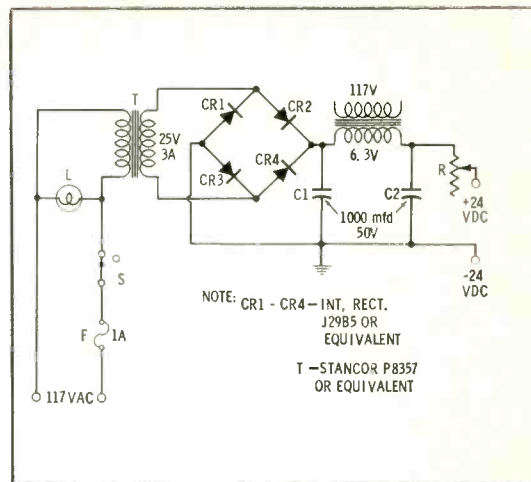 T
117V
CR1
CR2
25V
3A
6.3V
L
CR3
CR4
C1
C2
R
+24
VDC
1000 mfd
50V
S
-24
VDC
NOTE: CR1 - CR4 - INT, RECT.
J29B5 OR
EQUIVALENT
F 1A
T - STANCOR P8357
OR EQUIVALENT
117VAC